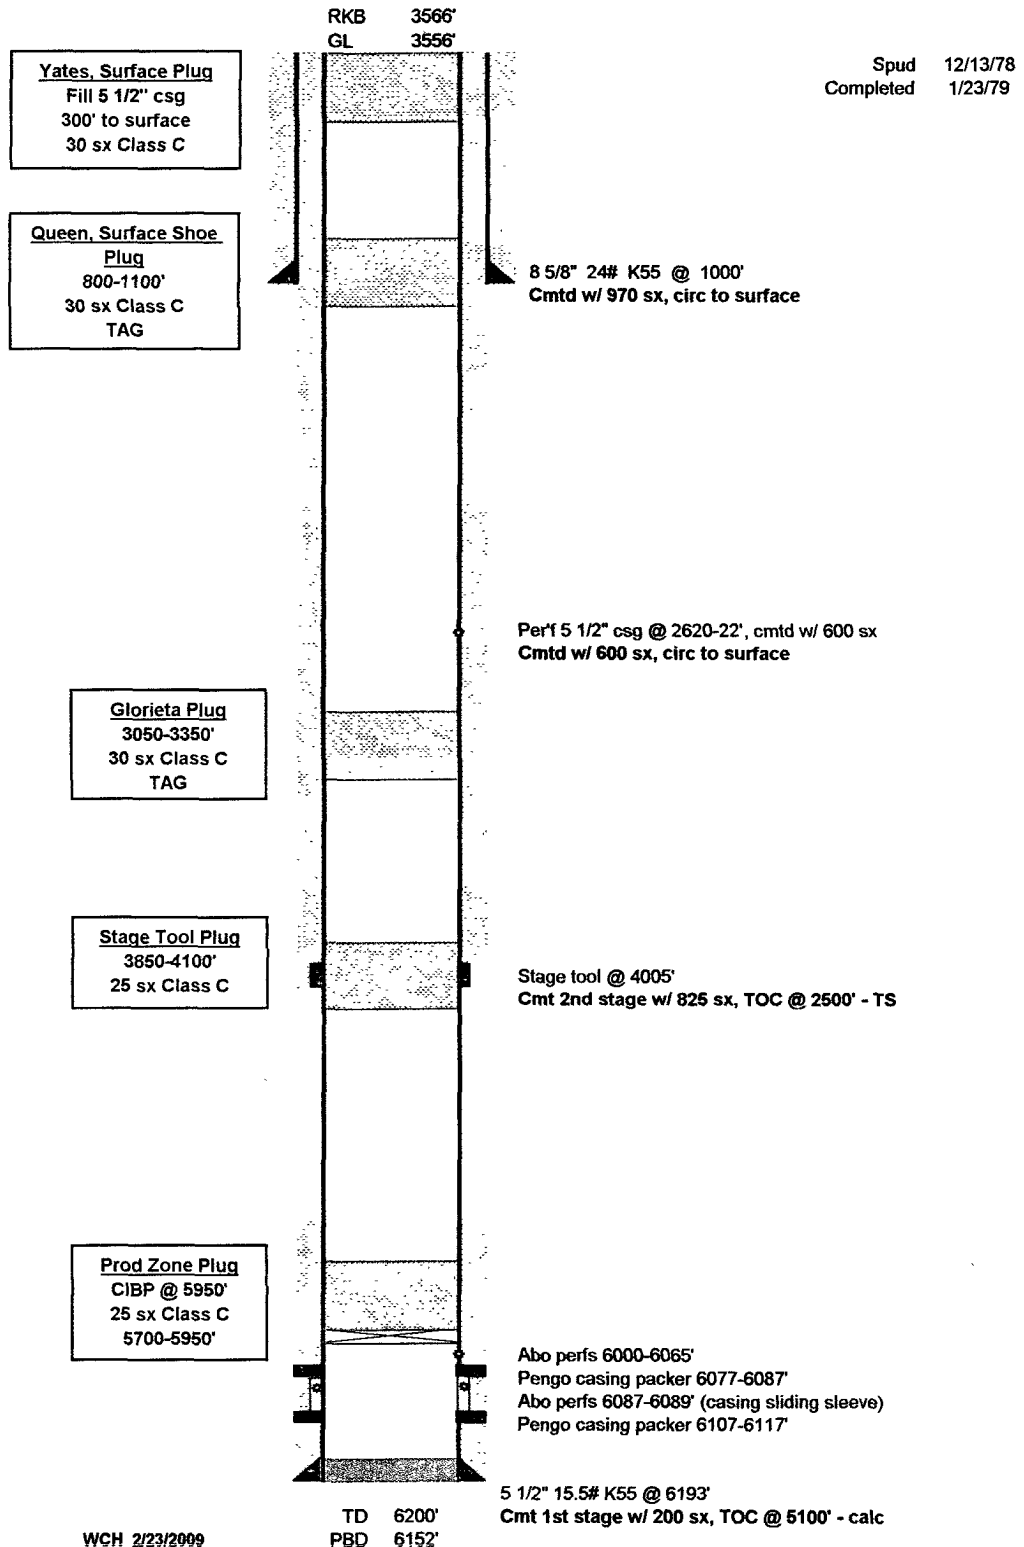 RKB 3566'
GL 3556'
Spud 12/13/78
Completed 1/23/79
Yates, Surface Plug
Fill 5 1/2" csg
300' to surface
30 sx Class C
Queen, Surface Shoe
Plug
800-1100'
30 sx Class C
TAG
8 5/8" 24# K55 @ 1000'
Cmtd w/ 970 sx, circ to surface
Per'f 5 1/2" csg @ 2620-22', cmtd w/ 600 sx
Cmtd w/ 600 sx, circ to surface
Glorieta Plug
3050-3350'
30 sx Class C
TAG
Stage Tool Plug
3850-4100'
25 sx Class C
Stage tool @ 4005'
Cmt 2nd stage w/ 825 sx, TOC @ 2500' - TS
Prod Zone Plug
CIBP @ 5950'
25 sx Class C
5700-5950'
Abo perfs 6000-6065'
Pengo casing packer 6077-6087'
Abo perfs 6087-6089' (casing sliding sleeve)
Pengo casing packer 6107-6117'
5 1/2" 15.5# K55 @ 6193'
Cmt 1st stage w/ 200 sx, TOC @ 5100' - calc
TD 6200'
PBD 6152'
WCH 2/23/2009